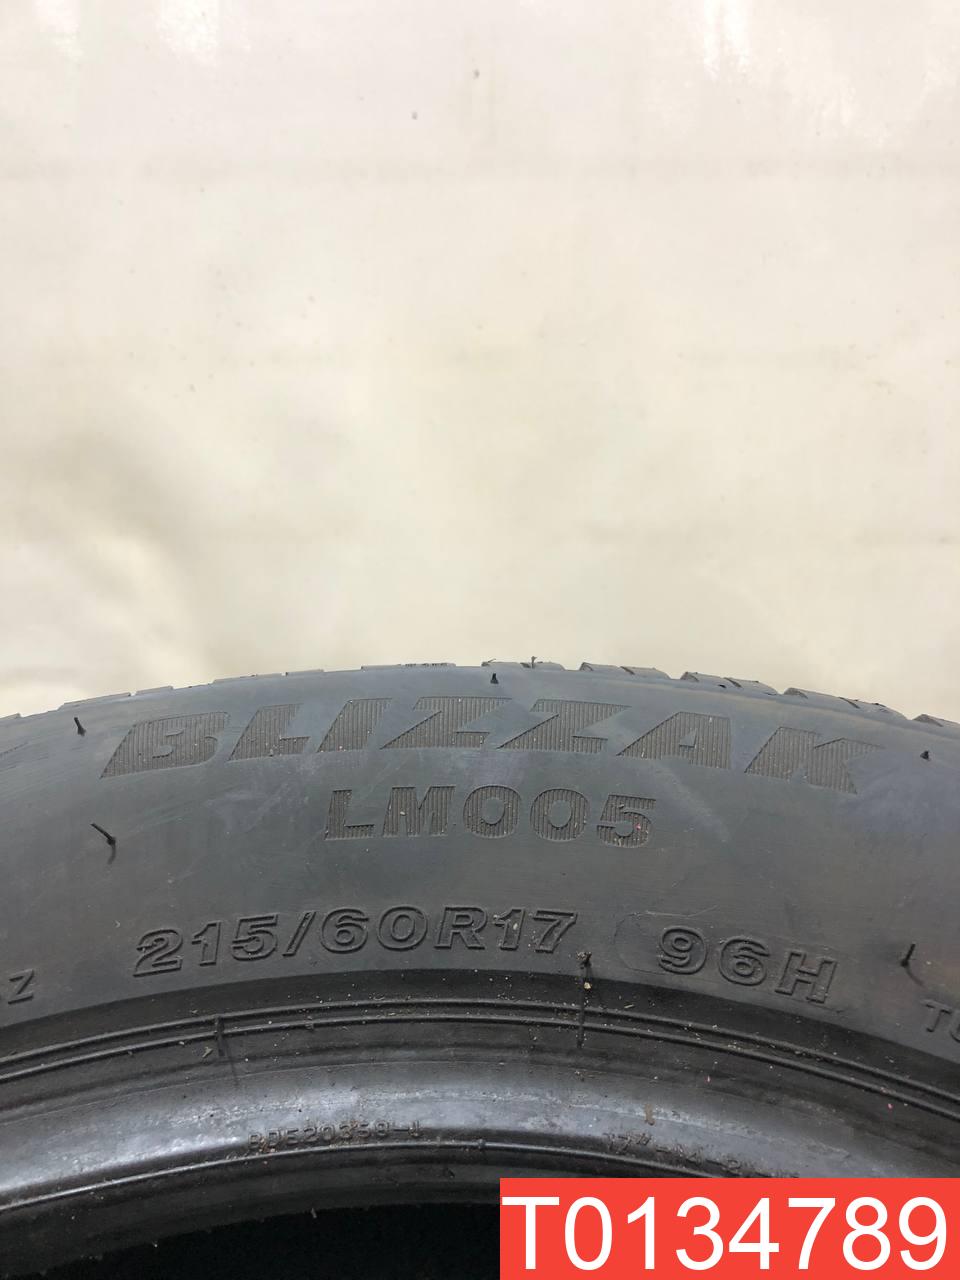 BLIZZAK
LM005
215/60R17 96H
T0134789